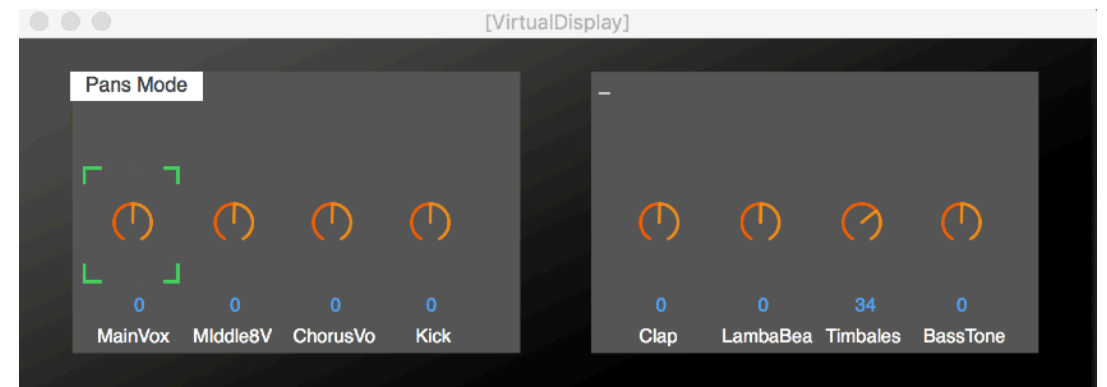 [VirtualDisplay]
Pans Mode
–
0 0 0 0 0 0 34 0
MainVox MIddle8V ChorusVo Kick Clap LambaBea Timbales BassTone